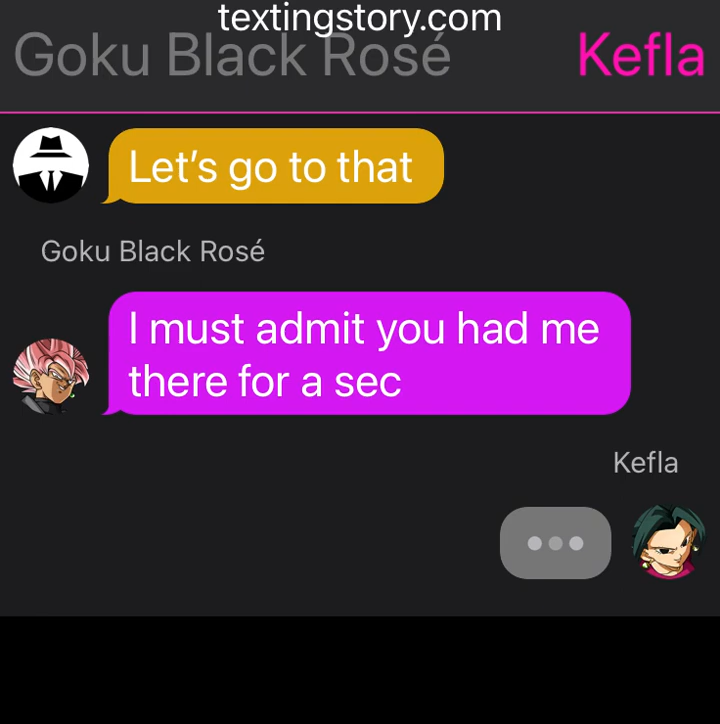 textingstory.com
Goku Black Rosé Kefla
Let's go to that
Goku Black Rosé
I must admit you had me
there for a sec
Kefla